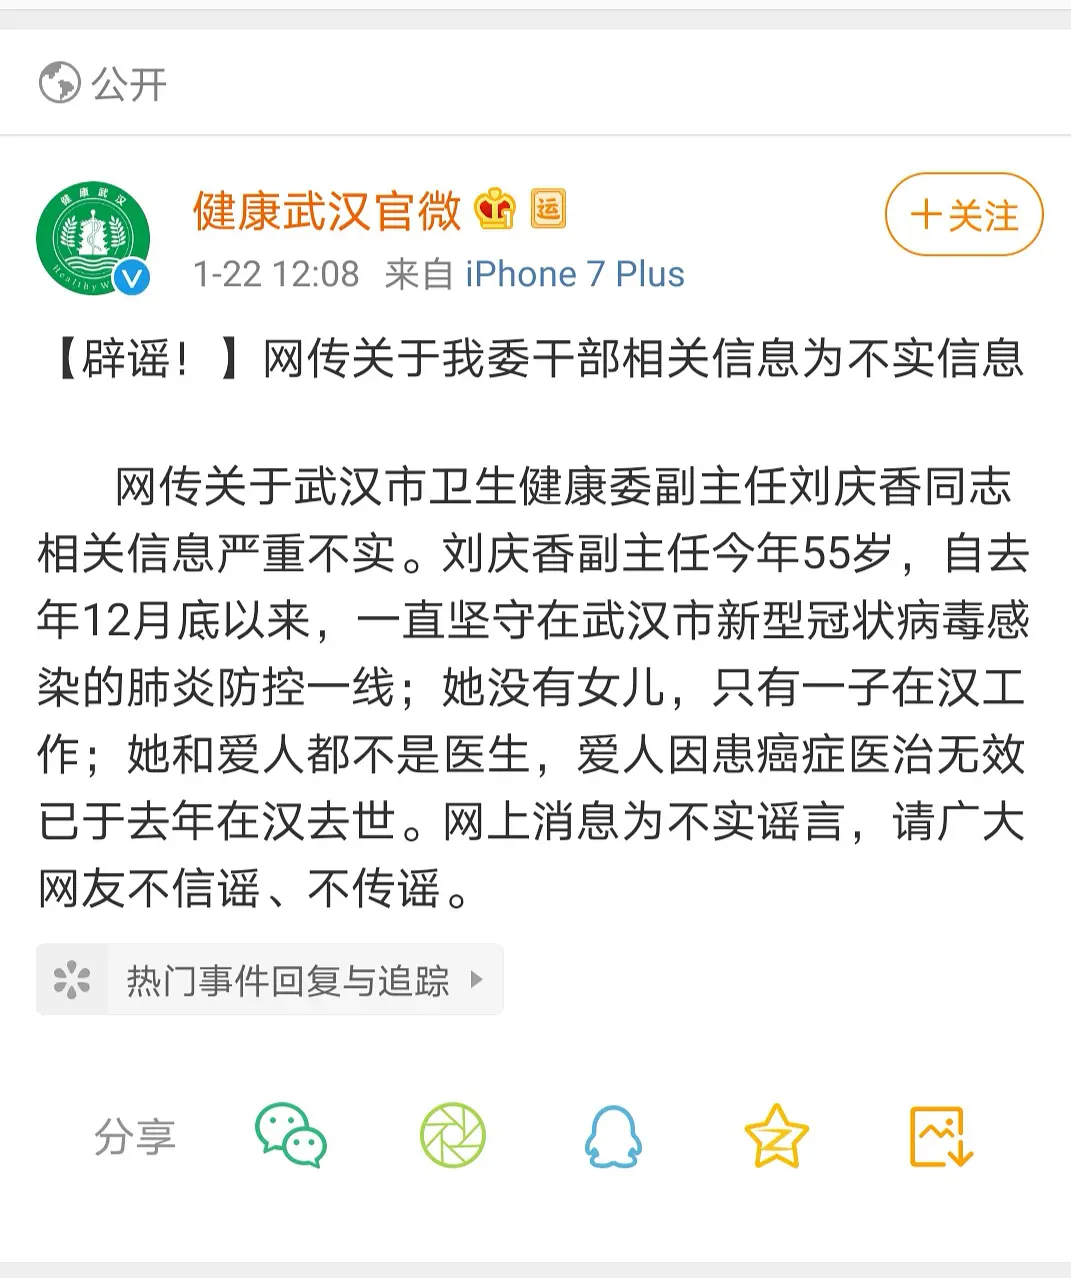 公开
健康武汉
健康武汉官微 运
+关注
1-22 12:08 来自 iPhone 7 Plus
【辟谣！】网传关于我委干部相关信息为不实信息
网传关于武汉市卫生健康委副主任刘庆香同志
相关信息严重不实。刘庆香副主任今年55岁，自去
年12月底以来，一直坚守在武汉市新型冠状病毒感
染的肺炎防控一线；她没有女儿，只有一子在汉工
作；她和爱人都不是医生，爱人因患癌症医治无效
已于去年在汉去世。网上消息为不实谣言，请广大
网友不信谣、不传谣。
热门事件回复与追踪
分享